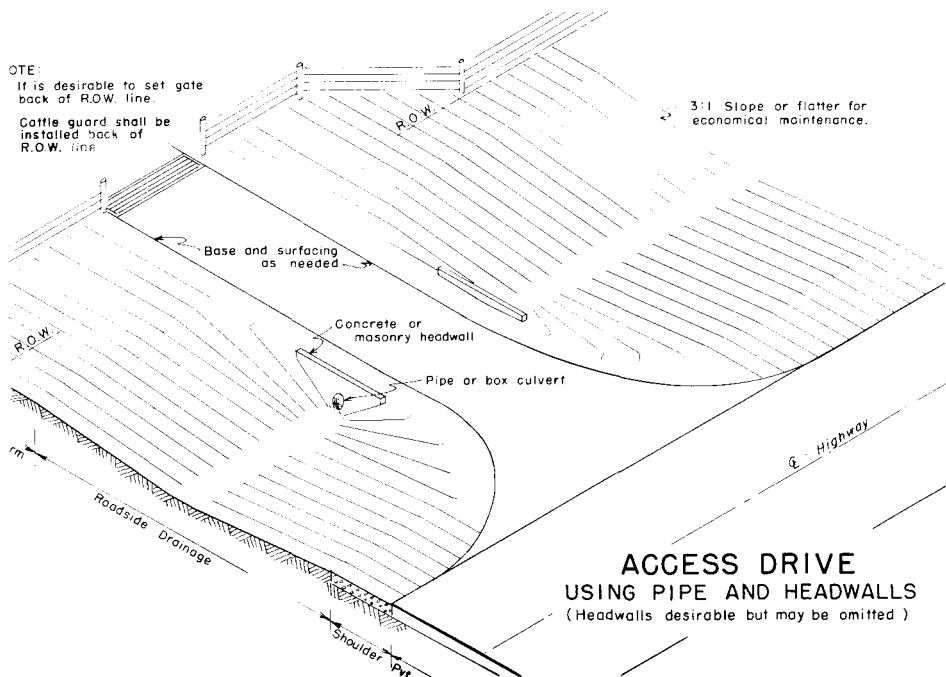 OTE:
It is desirable to set gate
back of R.O.W. line.
Cattle guard shall be
installed back of
R.O.W. line
R.O.W.
3:1 Slope or flatter for
economical maintenance.
Base and surfacing
as needed
Concrete or
masonry headwall
R.O.W.
Pipe or box culvert
℄ Highway
rm
Roadside Drainage
Shoulder
Pvt
ACCESS DRIVE
USING PIPE AND HEADWALLS
(Headwalls desirable but may be omitted)